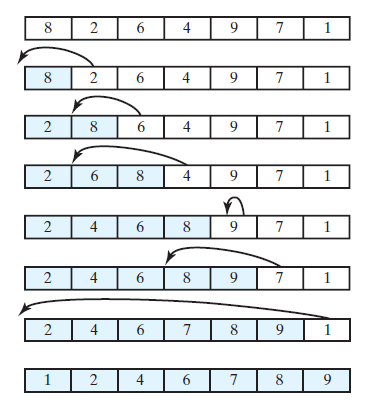 8 2 6 4 9 7 1
8 2 6 4 9 7 1
2 8 6 4 9 7 1
2 6 8 4 9 7 1
2 4 6 8 9 7 1
2 4 6 8 9 7 1
2 4 6 7 8 9 1
1 2 4 6 7 8 9